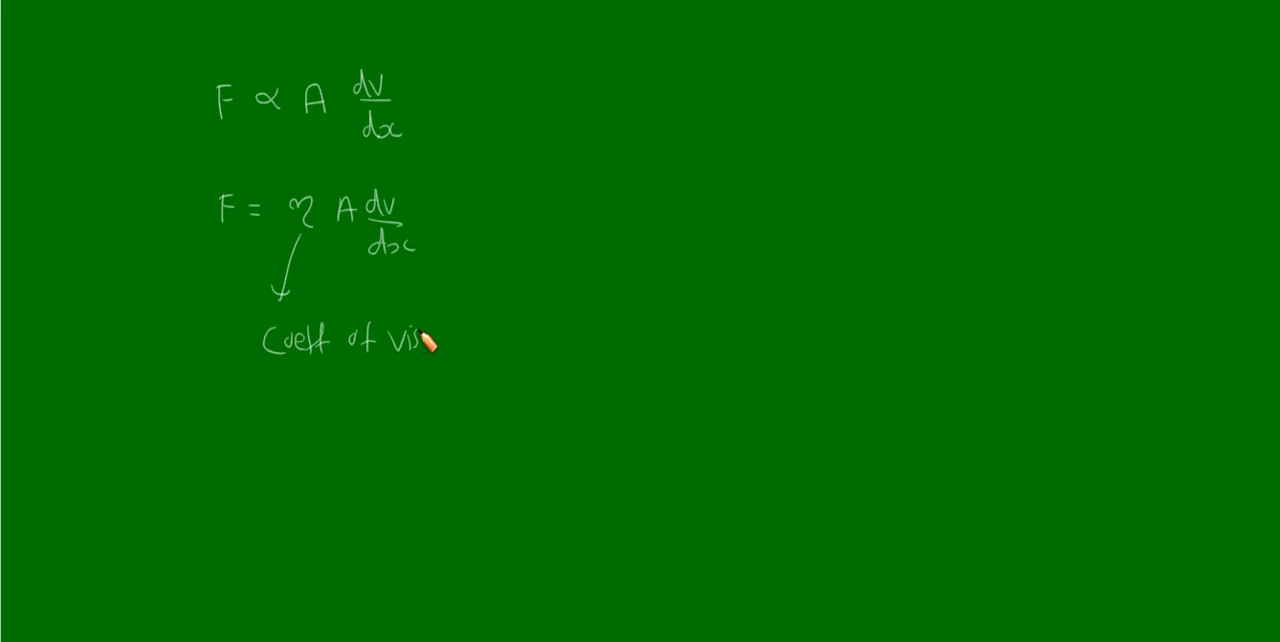 F ∝ A dv/dx
F = η A dv/dx
Coeff of vis